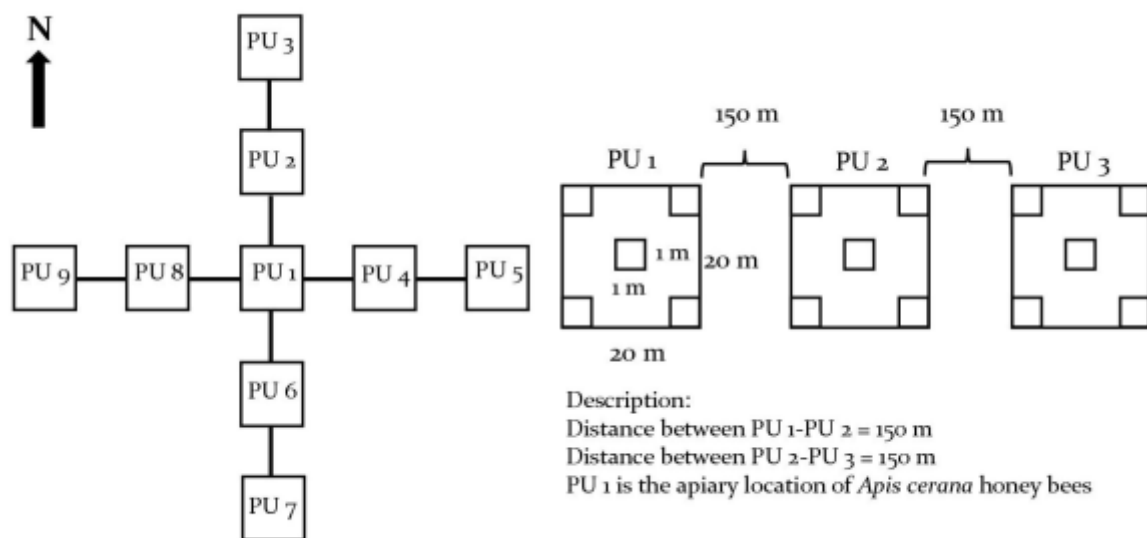 N
PU 3
PU 2
PU 9
PU 8
PU 1
PU 4
PU 5
PU 6
PU 7
150 m
150 m
PU 1
PU 2
PU 3
1 m
20 m
1 m
20 m
Description:
Distance between PU 1-PU 2 = 150 m
Distance between PU 2-PU 3 = 150 m
PU 1 is the apiary location of Apis cerana honey bees